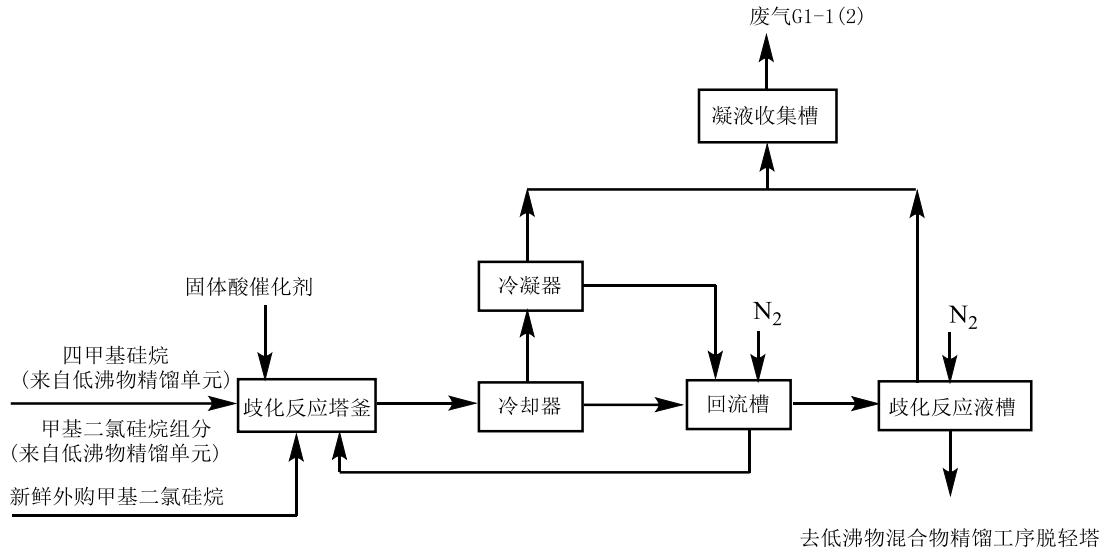 废气G1-1(2)
凝液收集槽
冷凝器
固体酸催化剂
N2
N2
四甲基硅烷
(来自低沸物精馏单元)
歧化反应塔釜
冷却器
回流槽
歧化反应液槽
甲基二氯硅烷组分
(来自低沸物精馏单元)
新鲜外购甲基二氯硅烷
去低沸物混合物精馏工序脱轻塔